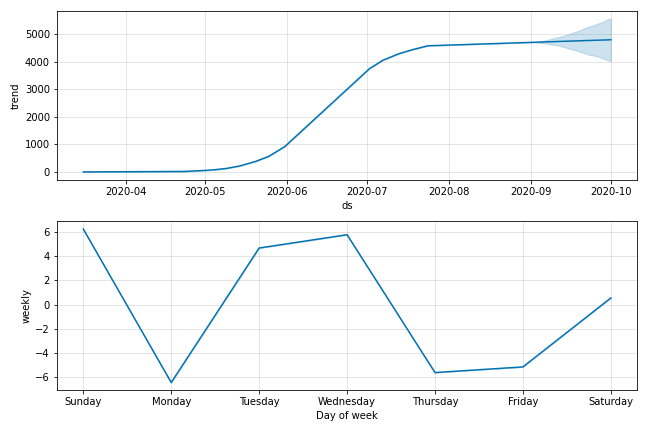 5000
4000
3000
2000
1000
0
trend
2020-04 2020-05 2020-06 2020-07 2020-08 2020-09 2020-10
ds
6
4
2
0
−2
−4
−6
weekly
Sunday Monday Tuesday Wednesday Thursday Friday Saturday
Day of week